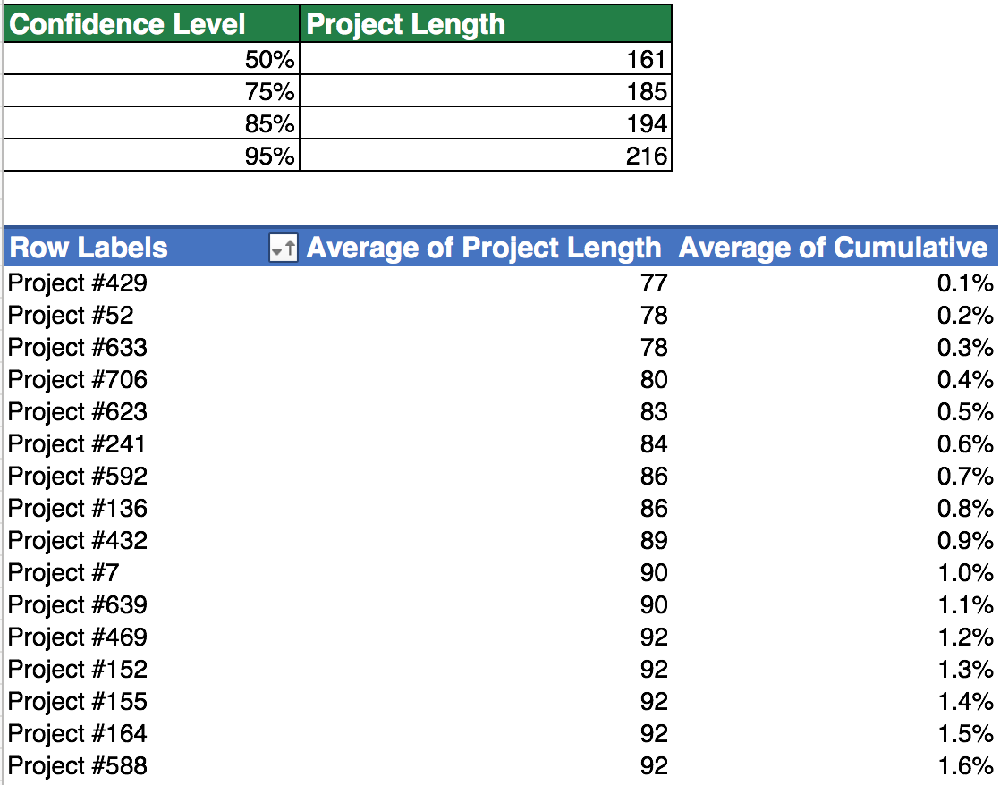 Confidence Level Project Length
50% 161
75% 185
85% 194
95% 216
Row Labels Average of Project Length Average of Cumulative
Project #429 77 0.1%
Project #52 78 0.2%
Project #633 78 0.3%
Project #706 80 0.4%
Project #623 83 0.5%
Project #241 84 0.6%
Project #592 86 0.7%
Project #136 86 0.8%
Project #432 89 0.9%
Project #7 90 1.0%
Project #639 90 1.1%
Project #469 92 1.2%
Project #152 92 1.3%
Project #155 92 1.4%
Project #164 92 1.5%
Project #588 92 1.6%